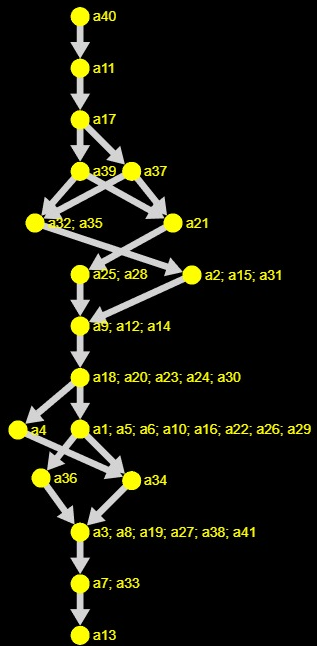 a40
a11
a17
a39
a37
a32; a35
a21
a25; a28
a2; a15; a31
a9; a12; a14
a18; a20; a23; a24; a30
a4
a1; a5; a6; a10; a16; a22; a26; a29
a36
a34
a3; a8; a19; a27; a38; a41
a7; a33
a13